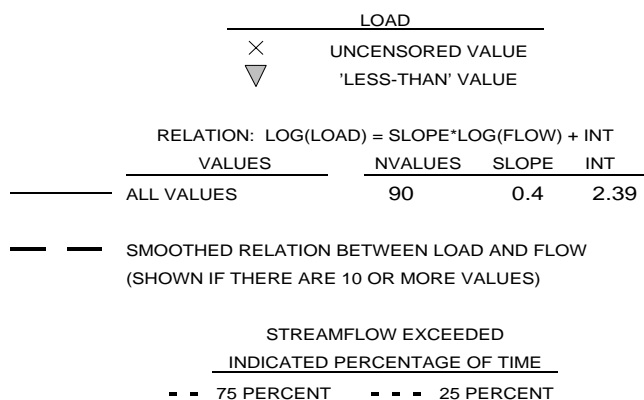 LOAD
UNCENSORED VALUE
'LESS-THAN' VALUE
RELATION: LOG(LOAD) = SLOPE*LOG(FLOW) + INT
VALUES NVALUES SLOPE INT
ALL VALUES 90 0.4 2.39
SMOOTHED RELATION BETWEEN LOAD AND FLOW
(SHOWN IF THERE ARE 10 OR MORE VALUES)
STREAMFLOW EXCEEDED
INDICATED PERCENTAGE OF TIME
75 PERCENT 25 PERCENT